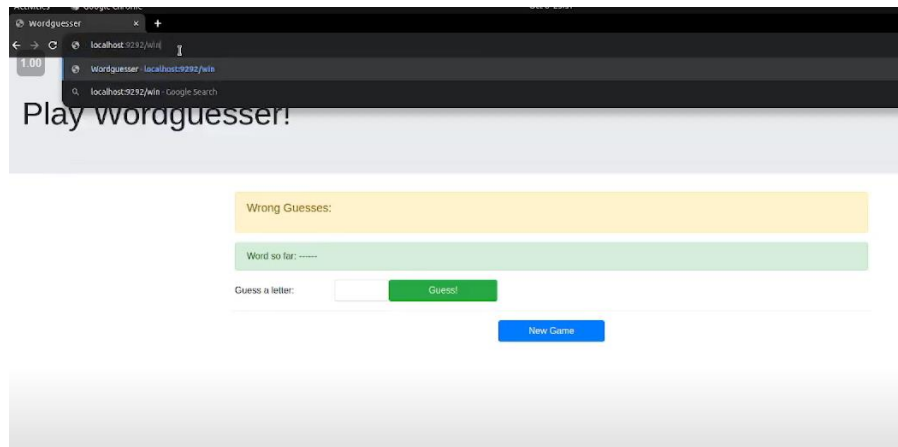 Google Chrome
Wordguesser × +
localhost:9292/win
1.00
Wordguesser - localhost:9292/win
localhost:9292/win - Google Search
Play Wordguesser!
Wrong Guesses:
Word so far: ------
Guess a letter:
Guess!
New Game